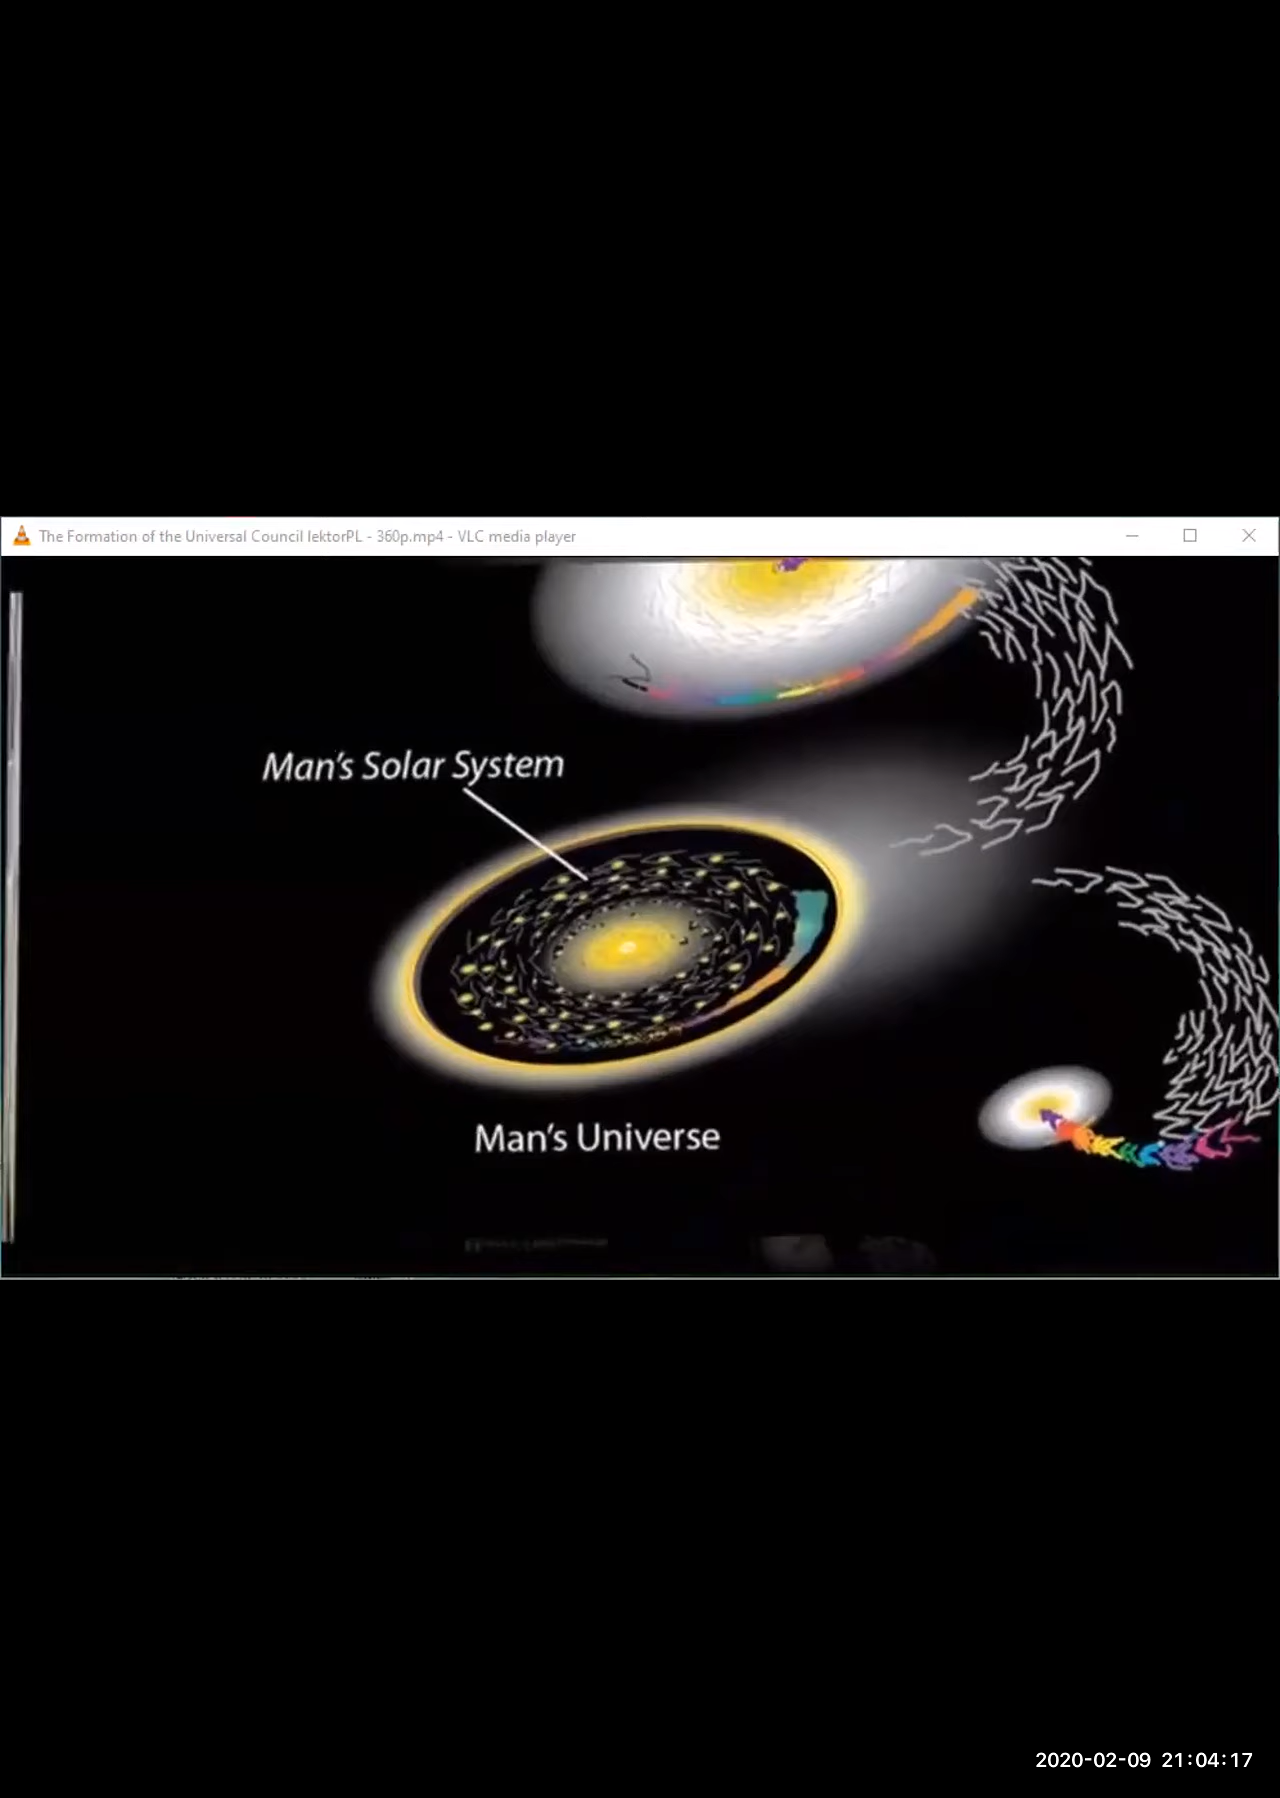 The Formation of the Universal Council lektorPL - 360p.mp4 - VLC media player
Man's Solar System
Man's Universe
2020-02-09 21:04:17